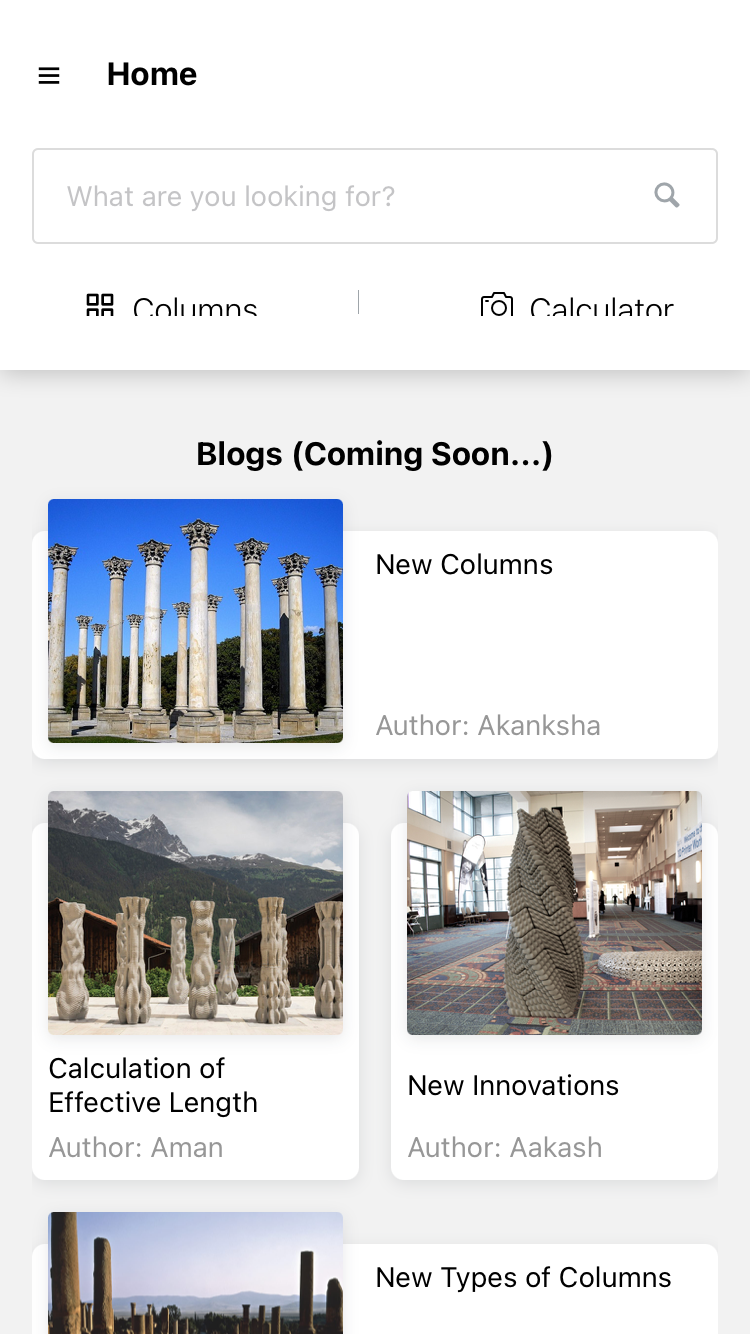 Home
What are you looking for?
Columns
Calculator
Blogs (Coming Soon...)
New Columns
Author: Akanksha
Calculation of
Effective Length
Author: Aman
New Innovations
Author: Aakash
New Types of Columns